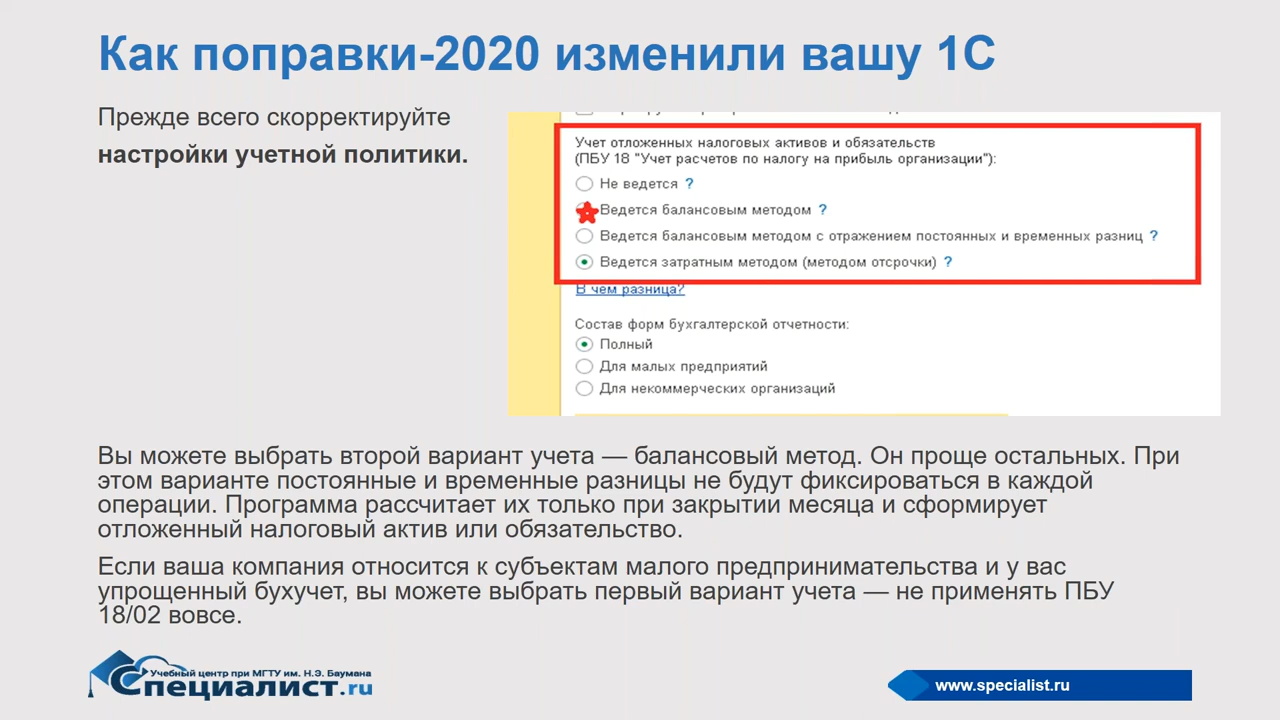 Как поправки-2020 изменили вашу 1С
Прежде всего скорректируйте
настройки учетной политики.
Учет отложенных налоговых активов и обязательств
(ПБУ 18 "Учет расчетов по налогу на прибыль организации"):
Не ведется ?
Ведется балансовым методом ?
Ведется балансовым методом с отражением постоянных и временных разниц ?
Ведется затратным методом (методом отсрочки) ?
В чем разница?
Состав форм бухгалтерской отчетности:
Полный
Для малых предприятий
Для некоммерческих организаций
Вы можете выбрать второй вариант учета — балансовый метод. Он проще остальных. При
этом варианте постоянные и временные разницы не будут фиксироваться в каждой
операции. Программа рассчитает их только при закрытии месяца и сформирует
отложенный налоговый актив или обязательство.
Если ваша компания относится к субъектам малого предпринимательства и у вас
упрощенный бухучет, вы можете выбрать первый вариант учета — не применять ПБУ
18/02 вовсе.
Учебный центр при МГТУ им. Н.Э. Баумана
Специалист.ru
www.specialist.ru